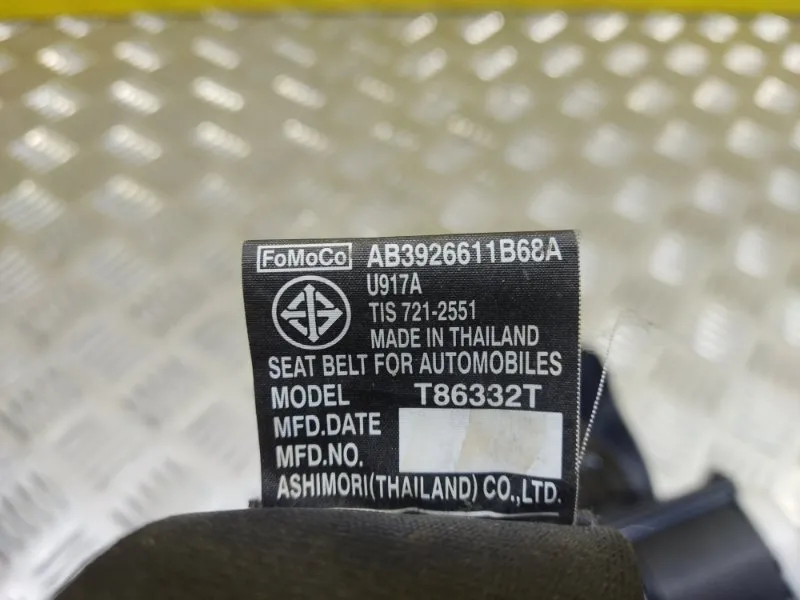 FoMoCo AB3926611B68A
U917A
TIS 721-2551
MADE IN THAILAND
SEAT BELT FOR AUTOMOBILES
MODEL T86332T
MFD.DATE
MFD.NO.
ASHIMORI(THAILAND) CO.,LTD.